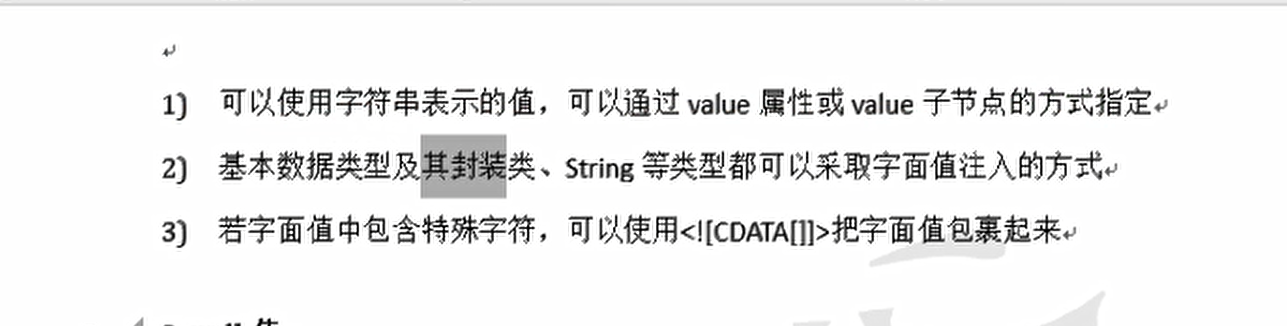 1) 可以使用字符串表示的值，可以通过 value 属性或 value 子节点的方式指定
2) 基本数据类型及其封装类、String 等类型都可以采取字面值注入的方式
3) 若字面值中包含特殊字符，可以使用<![CDATA[]]>把字面值包裹起来